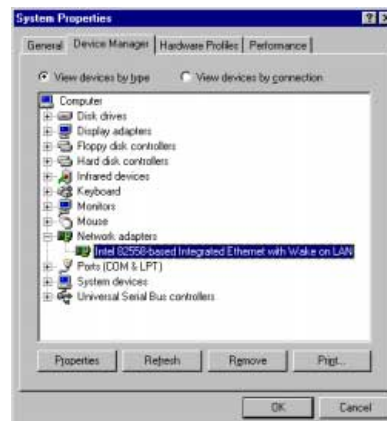 System Properties
General Device Manager Hardware Profiles Performance
View devices by type View devices by connection
Computer
Disk drives
Display adapters
Floppy disk controllers
Hard disk controllers
Infrared devices
Keyboard
Monitors
Mouse
Network adapters
Intel 82558-based Integrated Ethernet with Wake on LAN
Ports (COM & LPT)
System devices
Universal Serial Bus controllers
Properties Refresh Remove Print...
OK Cancel